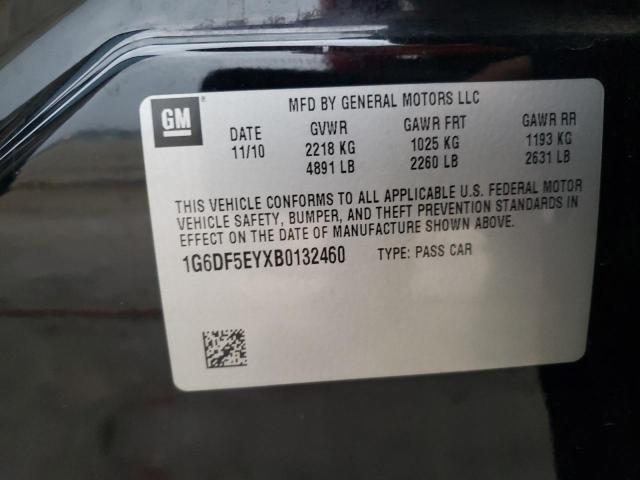 GM
MFD BY GENERAL MOTORS LLC
DATE GVWR GAWR FRT GAWR RR
11/10 2218 KG 1025 KG 1193 KG
4891 LB 2260 LB 2631 LB
THIS VEHICLE CONFORMS TO ALL APPLICABLE U.S. FEDERAL MOTOR
VEHICLE SAFETY, BUMPER, AND THEFT PREVENTION STANDARDS IN
EFFECT ON THE DATE OF MANUFACTURE SHOWN ABOVE.
1G6DF5EYXB0132460 TYPE: PASS CAR